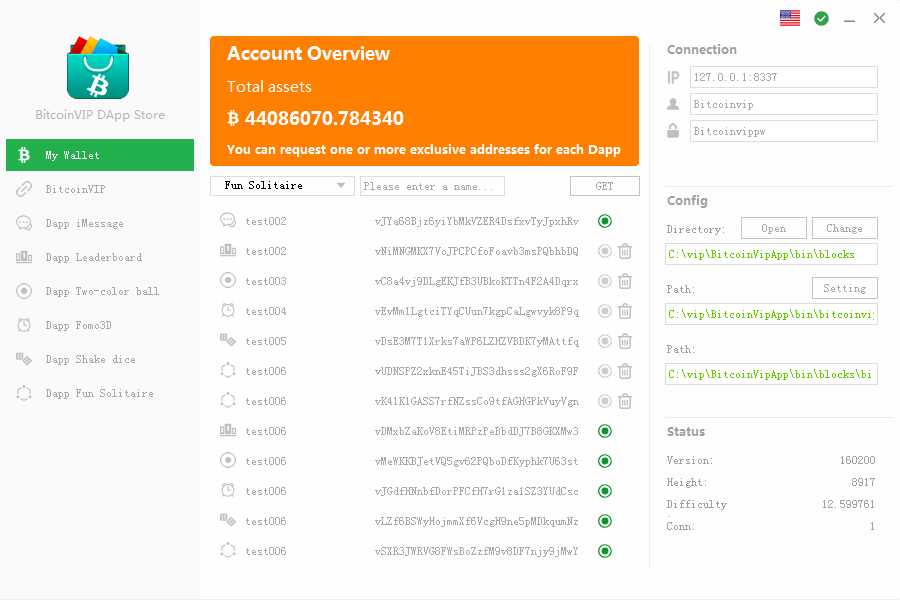 BitcoinVIP DApp Store
My Wallet
BitcoinVIP
Dapp iMessage
Dapp Leaderboard
Dapp Two-color ball
Dapp Fomo3D
Dapp Shake dice
Dapp Fun Solitaire
Account Overview
Total assets
₿ 44086070.784340
You can request one or more exclusive addresses for each Dapp
Fun Solitaire
Please enter a name...
GET
test002 vJYa68Bjz6yiYbMkVZER4DsfxvTyJpxhRv
test002 vNiMNGMKX7VoJPCPCfoFoavb3msPQbhbDQ
test003 vC8a4vj9DLgEKJfB3UBkoKTTn4F2A4Dqrx
test004 vEvMm1LgtciTYqCUun7kgpCaLgwvyk8P9q
test005 vDsE3M7T1Xrks7aWP6LZHZVBDK7yMAttfq
test006 vUDNSPZ2xknE45TiJBS3dhsss2gX6RoF9F
test006 vK41K1GASS7rfNZssCo9tfAGHGPkVuyVgn
test006 vDMxbZaKoV8EtiMRPzPeBbdDJ7B8GKXMw3
test006 vMeWKKBJetVQ5gv62PQboDfKyphk7U63st
test006 vJGdfHNnbfDorPFCfH7rG1za1SZ3YUdCsc
test006 vLZf6BSWyHojmmXf6VcgH9ne5pMDkqumNz
test006 vSXR3JWRVG8FWsBoZzfM9v8DF7njy9jMwY
Connection
IP 127.0.0.1:8337
Bitcoinvip
Bitcoinvippw
Config
Directory: Open Change
C:\vip\BitcoinVipApp\bin\blocks
Path: Setting
C:\vip\BitcoinVipApp\bin\bitcoinvi
Path:
C:\vip\BitcoinVipApp\bin\blocks\bi
Status
Version: 160200
Height: 8917
Difficulty 12.599761
Conn: 1